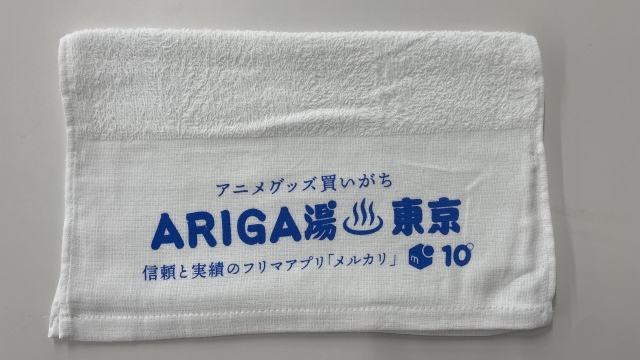 アニメグッズ買いがち
ARIGA湯♨東京
信頼と実績のフリマアプリ「メルカリ」 m 10°